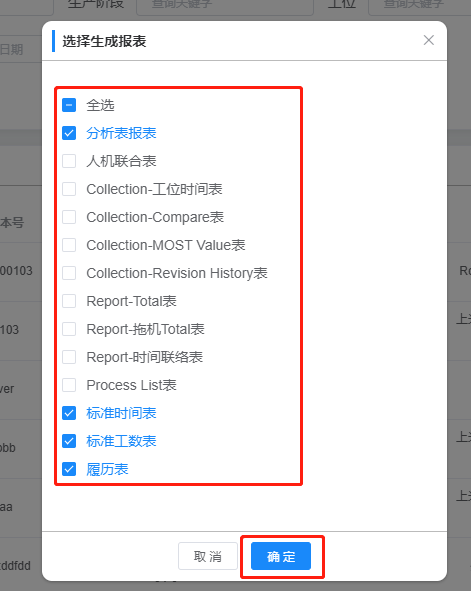 生产阶段 查询关键字 工位 查询关键字
日期
选择生成报表
全选
分析表报表
人机联合表
本号
Collection-工位时间表
Collection-Compare表
Collection-MOST Value表
00103
Collection-Revision History表
Report-Total表
103
Report-拖机Total表
Report-时间联络表
Process List表
ver
标准时间表
标准工数表
bbb
履历表
aa
取消 确定
ddfdd